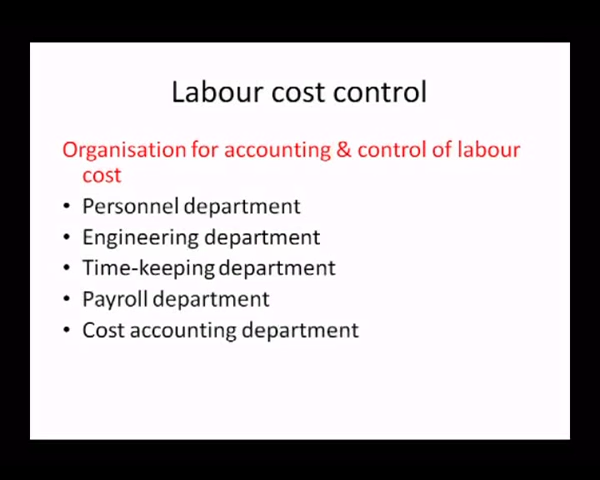 Labour cost control
Organisation for accounting & control of labour
cost
• Personnel department
• Engineering department
• Time-keeping department
• Payroll department
• Cost accounting department